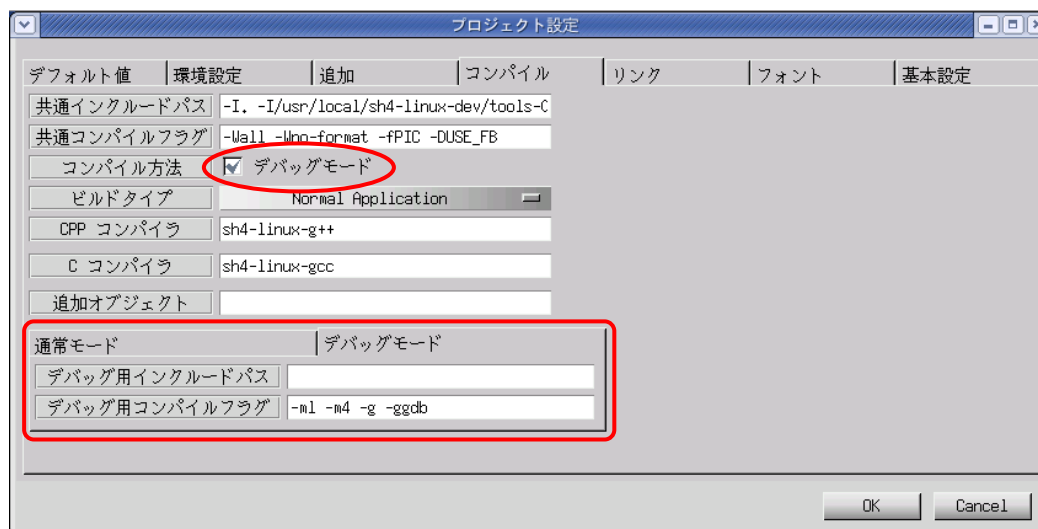 プロジェクト設定
デフォルト値 環境設定 追加 コンパイル リンク フォント 基本設定
共通インクルードパス -I. -I/usr/local/sh4-linux-dev/tools-C
共通コンパイルフラグ -Wall -Wno-format -fPIC -DUSE_FB
コンパイル方法 デバッグモード
ビルドタイプ Normal Application
CPP コンパイラ sh4-linux-g++
C コンパイラ sh4-linux-gcc
追加オブジェクト
通常モード デバッグモード
デバッグ用インクルードパス
デバッグ用コンパイルフラグ -ml -m4 -g -ggdb
OK Cancel